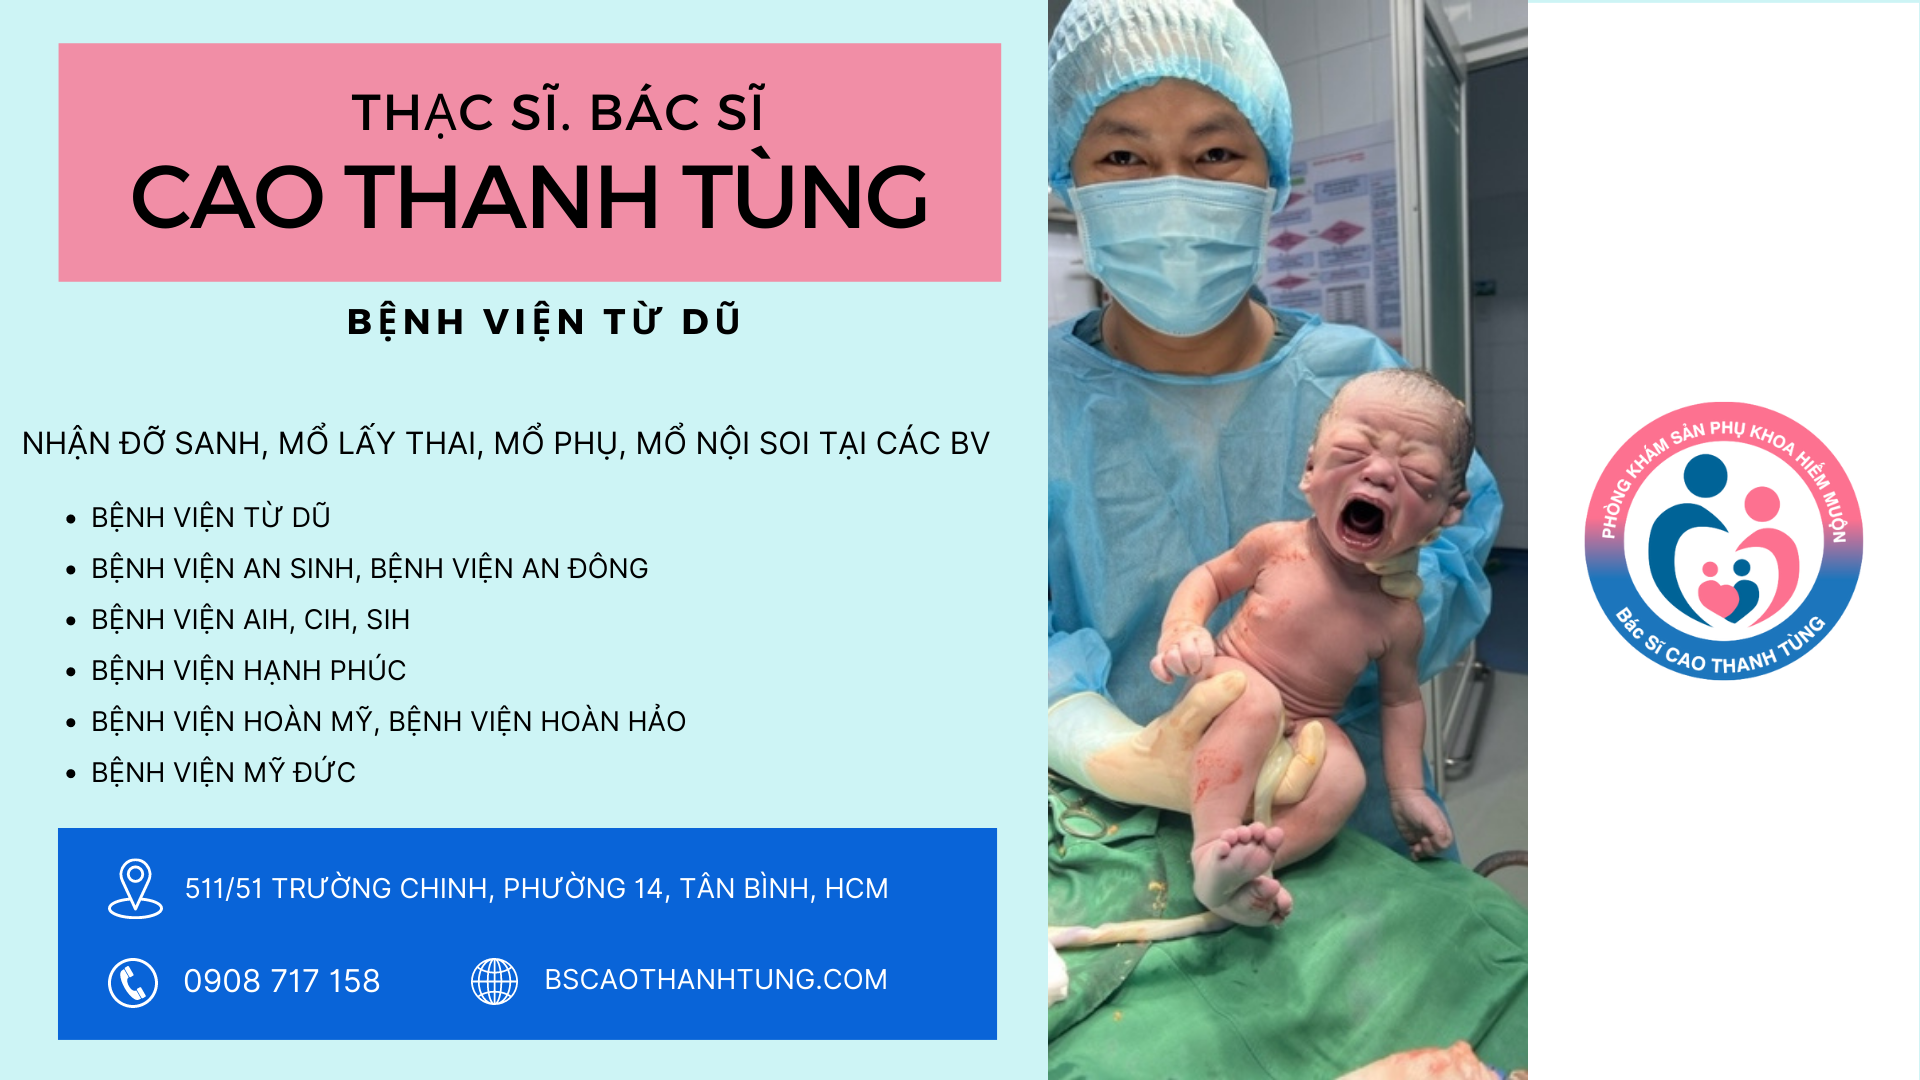 THẠC SĨ. BÁC SĨ
CAO THANH TÙNG
BỆNH VIỆN TỪ DŨ
NHẬN ĐỠ SANH, MỔ LẤY THAI, MỔ PHỤ, MỔ NỘI SOI TẠI CÁC BV
• BỆNH VIỆN TỪ DŨ
• BỆNH VIỆN AN SINH, BỆNH VIỆN AN ĐÔNG
• BỆNH VIỆN AIH, CIH, SIH
• BỆNH VIỆN HẠNH PHÚC
• BỆNH VIỆN HOÀN MỸ, BỆNH VIỆN HOÀN HẢO
• BỆNH VIỆN MỸ ĐỨC
511/51 TRƯỜNG CHINH, PHƯỜNG 14, TÂN BÌNH, HCM
0908 717 158
BSCAOTHANHTUNG.COM
PHÒNG KHÁM SẢN PHỤ KHOA HIẾM MUỘN
Bác Sĩ CAO THANH TÙNG